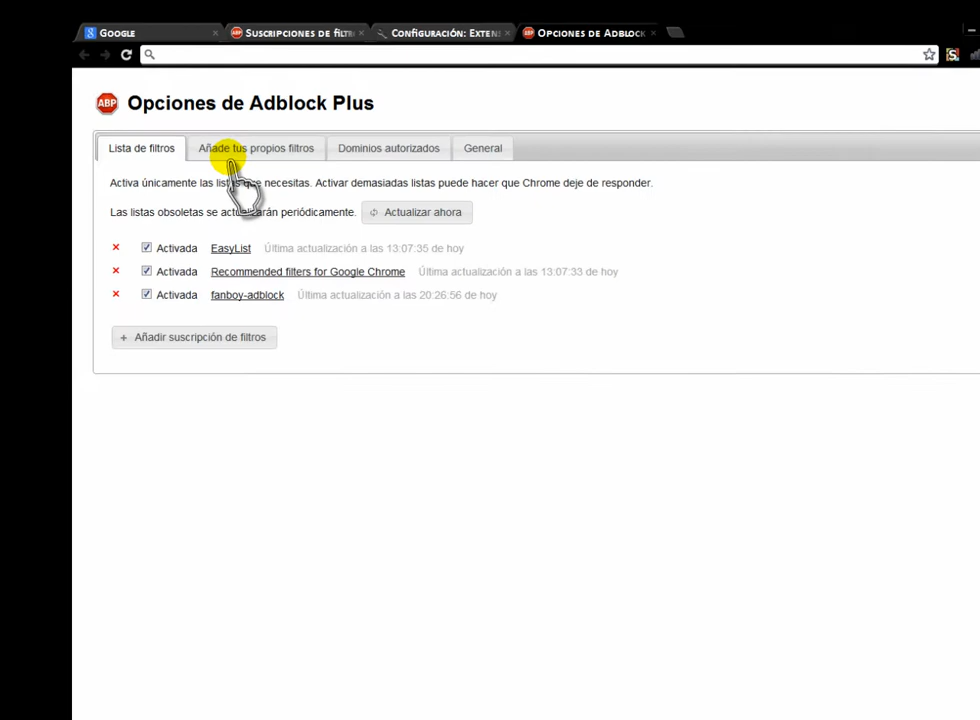 GOOGLE
SUSCRIPCIONES DE FILTR
CONFIGURACIÓN: EXTEN
OPCIONES DE ADBLOCK
ABP
Opciones de Adblock Plus
Lista de filtros
Añade tus propios filtros
Dominios autorizados
General
Activa únicamente las listas que necesitas. Activar demasiadas listas puede hacer que Chrome deje de responder.
Las listas obsoletas se actualizarán periódicamente.
Actualizar ahora
Activada EasyList Última actualización a las 13:07:35 de hoy
Activada Recommended filters for Google Chrome Última actualización a las 13:07:33 de hoy
Activada fanboy-adblock Última actualización a las 20:26:56 de hoy
+ Añadir suscripción de filtros